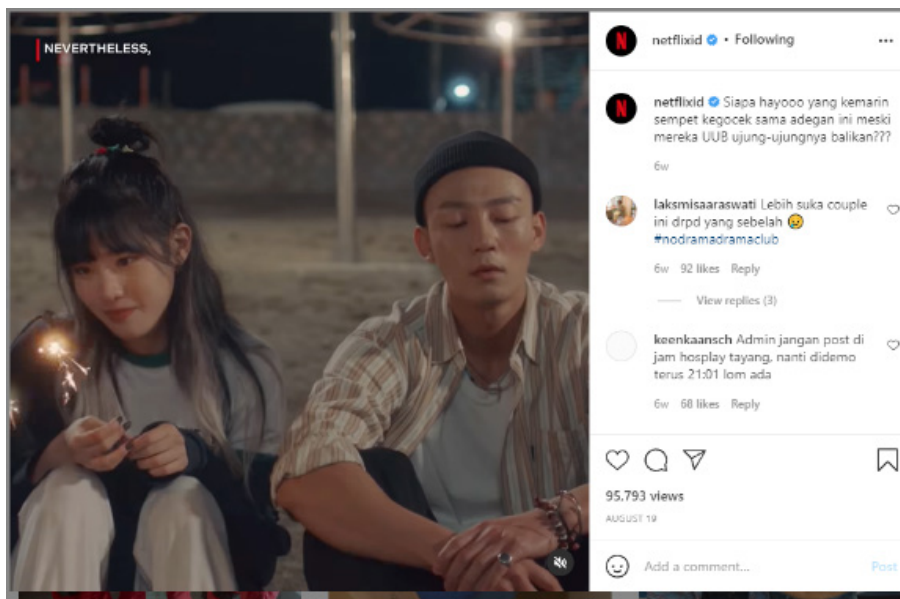 NEVERTHELESS,
netflixid • Following
netflixid Siapa hayooo yang kemarin
sempet kegocek sama adegan ini meski
mereka UUB ujung-ujungnya balikan???
6w
laksmisaaraswati Lebih suka couple
ini drpd yang sebelah 😢
#nodramadramaclub
6w 92 likes Reply
View replies (3)
keenkaansch Admin jangan post di
jam hosplay tayang, nanti didemo
terus 21:01 lom ada
6w 68 likes Reply
95.793 views
AUGUST 19
Add a comment...
Post